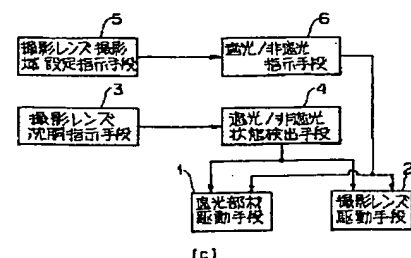 5
6
撮影レンズ撮影
域設定指示手段
遮光/非遮光
指示手段
3
4
撮影レンズ
沈胴指示手段
遮光/非遮光
状態検出手段
1
2
遮光部材
駆動手段
撮影レンズ
駆動手段
[c]